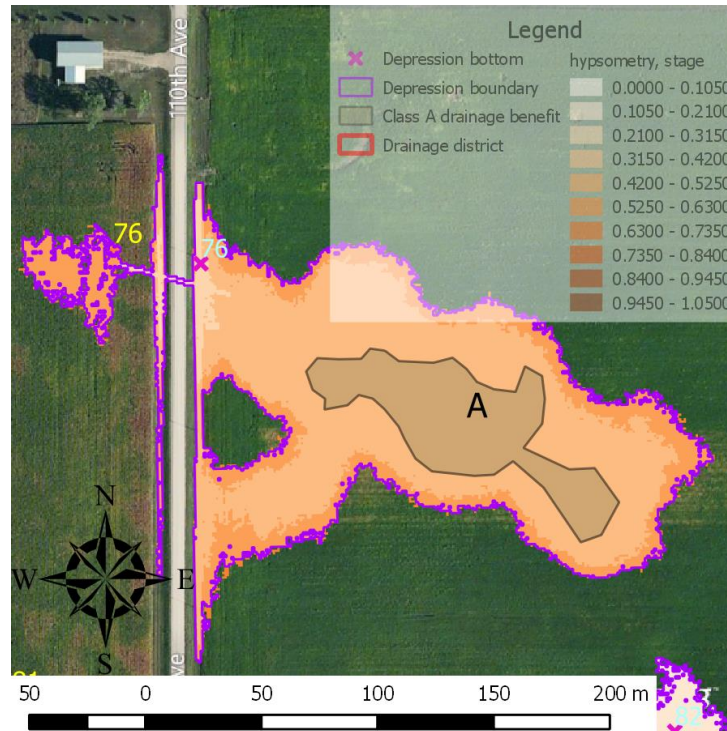 110th Ave
Legend
Depression bottom
Depression boundary
Class A drainage benefit
Drainage district
hypsometry, stage
0.0000 - 0.1050
0.1050 - 0.2100
0.2100 - 0.3150
0.3150 - 0.4200
0.4200 - 0.5250
0.5250 - 0.6300
0.6300 - 0.7350
0.7350 - 0.8400
0.8400 - 0.9450
0.9450 - 1.0500
76
76
A
N
W
E
S
Ave
50
0
50
100
150
200 m
82